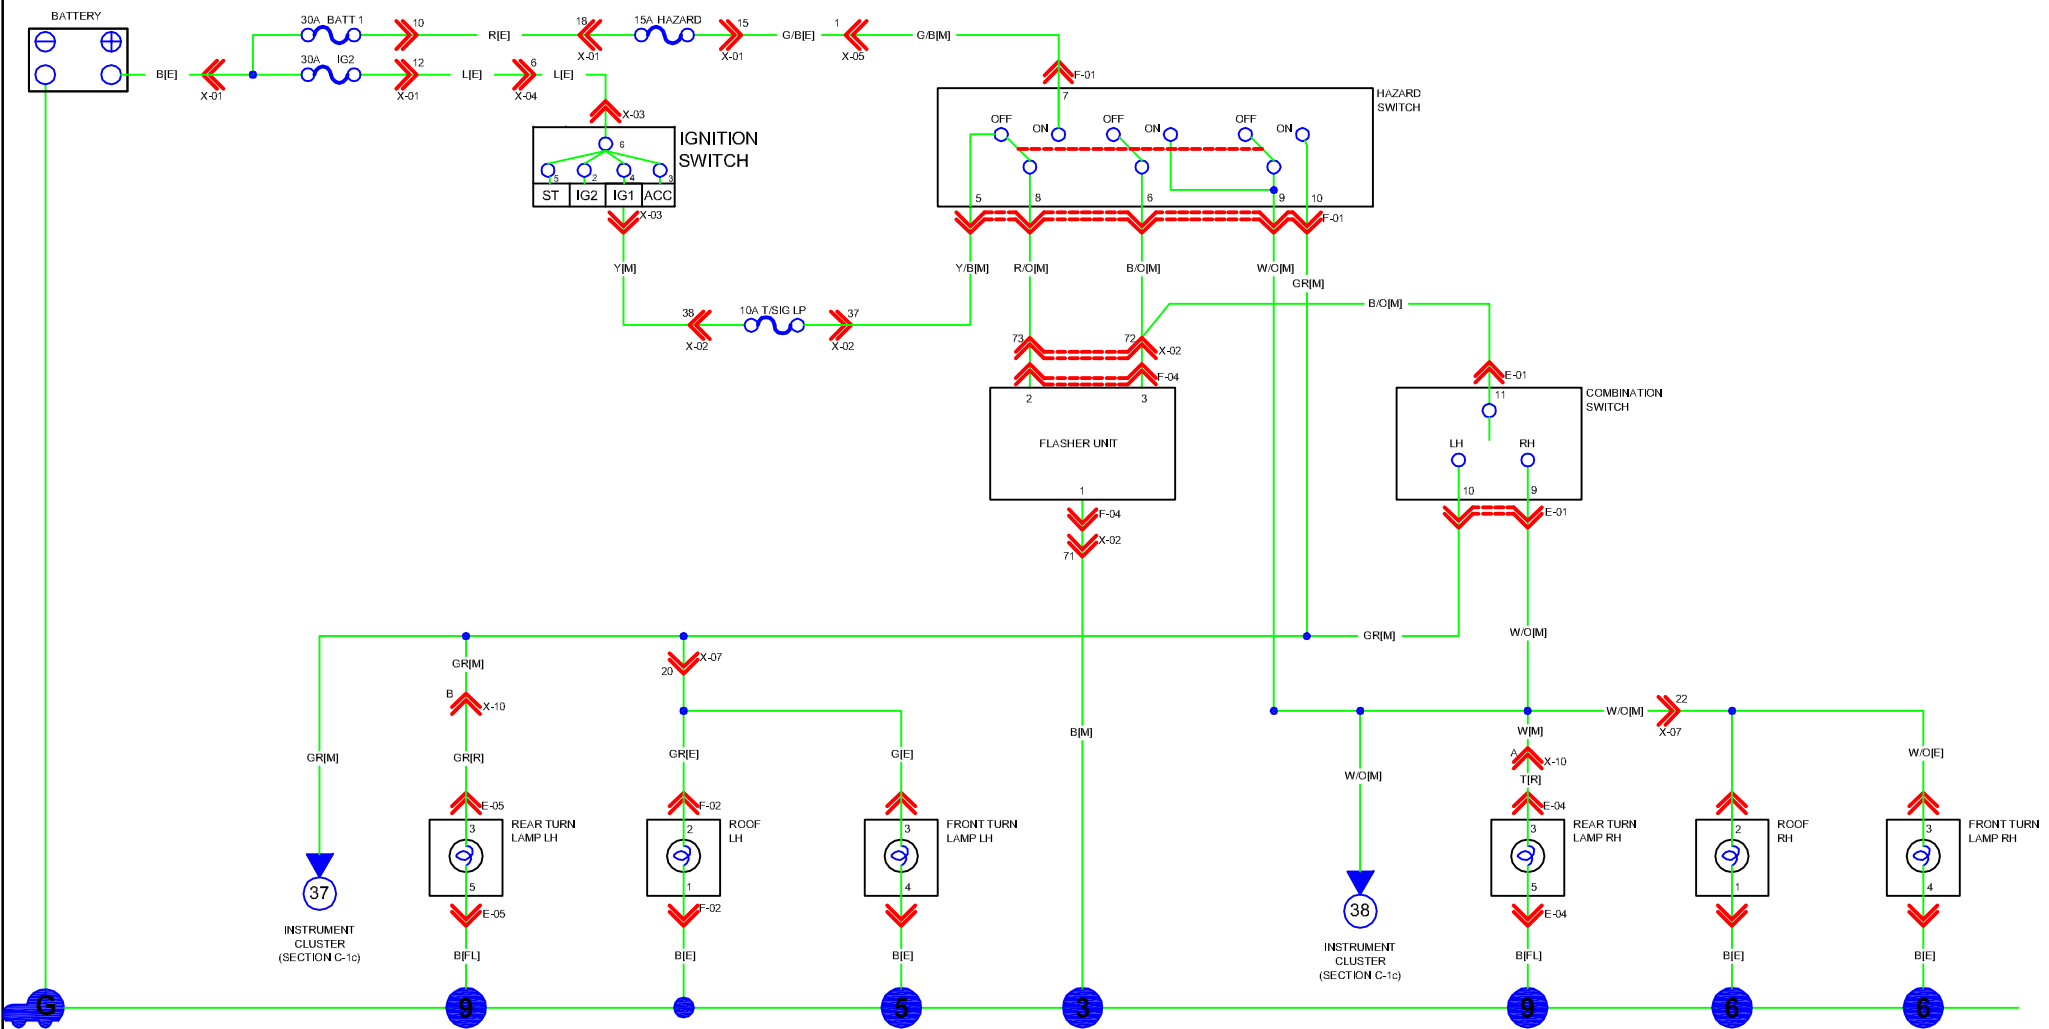 BATTERY
30A BATT 1
10
R[E]
18
X-01
15A HAZARD
15
X-01
G/B[E]
1
X-05
G/B[M]
B[E]
X-01
30A IG2
12
X-01
L[E]
6
X-04
L[E]
X-03
6
IGNITION
SWITCH
5
2
4
3
ST
IG2
IG1
ACC
X-03
Y[M]
F-01
7
HAZARD
SWITCH
OFF
ON
OFF
ON
OFF
ON
5
8
6
9
10
F-01
Y/B[M]
R/O[M]
B/O[M]
W/O[M]
GR[M]
B/O[M]
38
X-02
10A T/SIG LP
37
X-02
73
72
X-02
F-04
2
3
FLASHER UNIT
1
F-04
X-02
71
E-01
11
COMBINATION
SWITCH
LH
RH
10
9
E-01
GR[M]
W/O[M]
GR[M]
B
X-10
GR[R]
X-07
20
GR[E]
G[E]
B[M]
GR[M]
W/O[M]
W/O[M]
22
X-07
W[M]
A
X-10
T[R]
W/O[E]
E-05
3
REAR TURN
LAMP LH
5
E-05
B[FL]
F-02
2
ROOF
LH
1
F-02
B[E]
3
FRONT TURN
LAMP LH
4
B[E]
E-04
3
REAR TURN
LAMP RH
5
E-04
B[FL]
2
ROOF
RH
1
B[E]
3
FRONT TURN
LAMP RH
4
B[E]
37
INSTRUMENT
CLUSTER
(SECTION C-1c)
38
INSTRUMENT
CLUSTER
(SECTION C-1c)
G
9
5
3
9
6
6